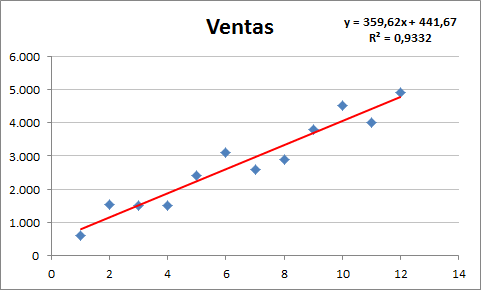 Ventas
y = 359,62x + 441,67
R² = 0,9332
6.000
5.000
4.000
3.000
2.000
1.000
0
0 2 4 6 8 10 12 14